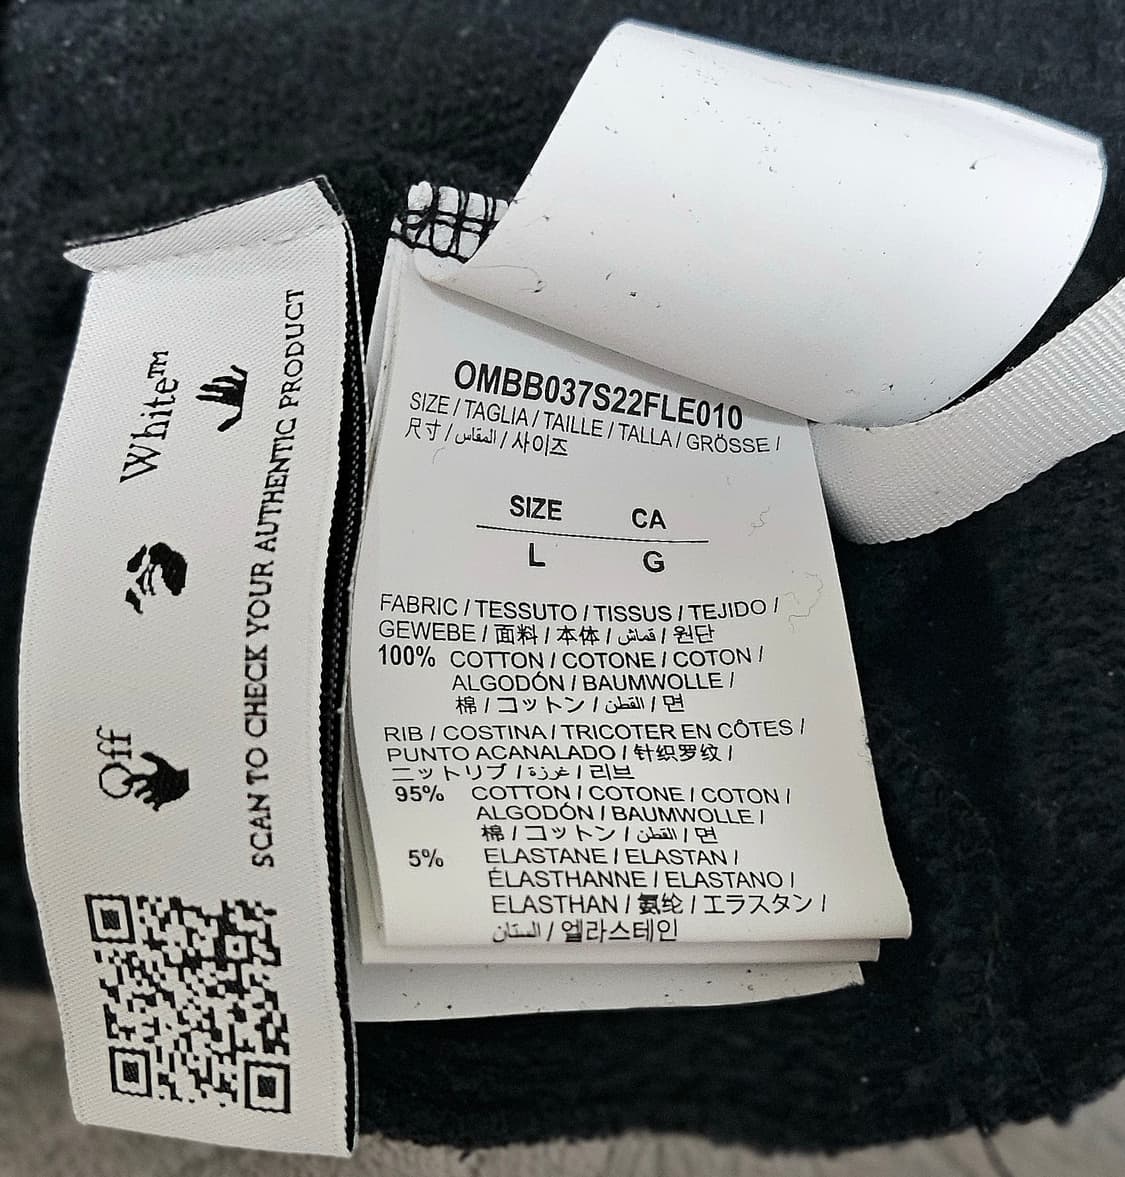 Off White™
SCAN TO CHECK YOUR AUTHENTIC PRODUCT
OMBB037S22FLE010
SIZE / TAGLIA / TAILLE / TALLA / GRÖSSE /
尺寸 / المقاس / 사이즈
SIZE CA
L G
FABRIC / TESSUTO / TISSUS / TEJIDO /
GEWEBE / 面料 / 本体 / قماش / 원단
100% COTTON / COTONE / COTON /
ALGODÓN / BAUMWOLLE /
棉 / コットン / القطن / 면
RIB / COSTINA / TRICOTER EN CÔTES /
PUNTO ACANALADO / 针织罗纹 /
ニットリブ / غرزة / 리브
95% COTTON / COTONE / COTON /
ALGODÓN / BAUMWOLLE /
棉 / コットン / القطن / 면
5% ELASTANE / ELASTAN /
ÉLASTHANNE / ELASTANO /
ELASTHAN / 氨纶 / エラスタン /
الستان / 엘라스테인